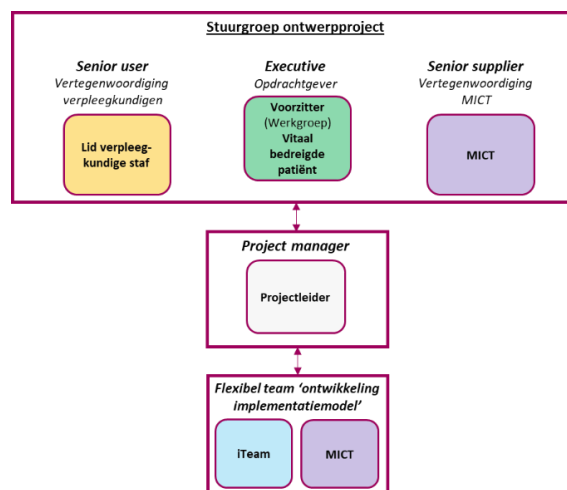 Stuurgroep ontwerpproject
Senior user
Vertegenwoordiging
verpleegkundigen
Lid verpleeg-
kundige staf
Executive
Opdrachtgever
Voorzitter
(Werkgroep)
Vitaal
bedreigde
patiënt
Senior supplier
Vertegenwoordiging
MICT
MICT
Project manager
Projectleider
Flexibel team ‘ontwikkeling
implementatiemodel’
iTeam
MICT